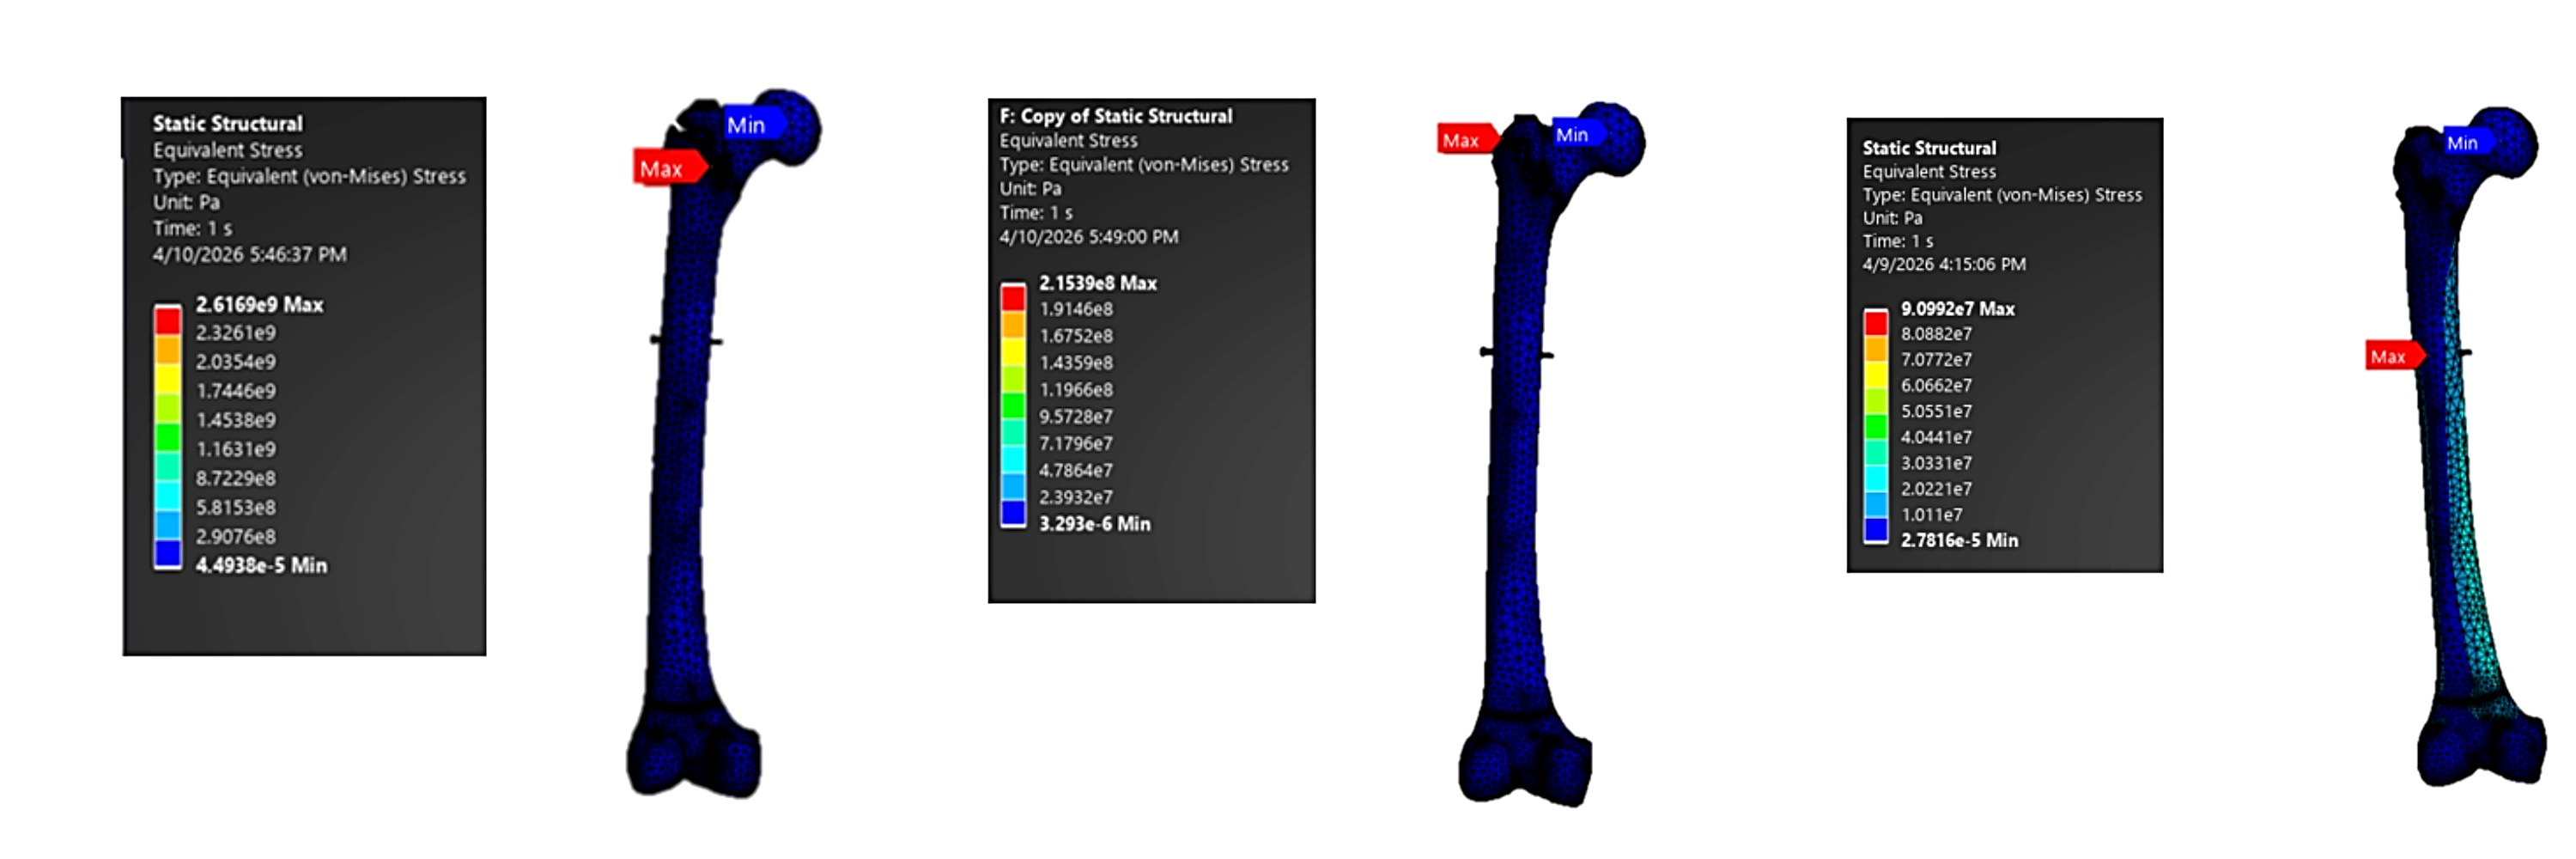 Static Structural
Equivalent Stress
Type: Equivalent (von-Mises) Stress
Unit: Pa
Time: 1 s
4/10/2026 5:46:37 PM
2.6169e9 Max
2.3261e9
2.0354e9
1.7446e9
1.4538e9
1.1631e9
8.7229e8
5.8153e8
2.9076e8
4.4938e-5 Min
Min
Max
F: Copy of Static Structural
Equivalent Stress
Type: Equivalent (von-Mises) Stress
Unit: Pa
Time: 1 s
4/10/2026 5:49:00 PM
2.1539e8 Max
1.9146e8
1.6752e8
1.4359e8
1.1966e8
9.5728e7
7.1796e7
4.7864e7
2.3932e7
3.293e-6 Min
Max
Min
Static Structural
Equivalent Stress
Type: Equivalent (von-Mises) Stress
Unit: Pa
Time: 1 s
4/9/2026 4:15:06 PM
9.0992e7 Max
8.0882e7
7.0772e7
6.0662e7
5.0551e7
4.0441e7
3.0331e7
2.0221e7
1.011e7
2.7816e-5 Min
Min
Max